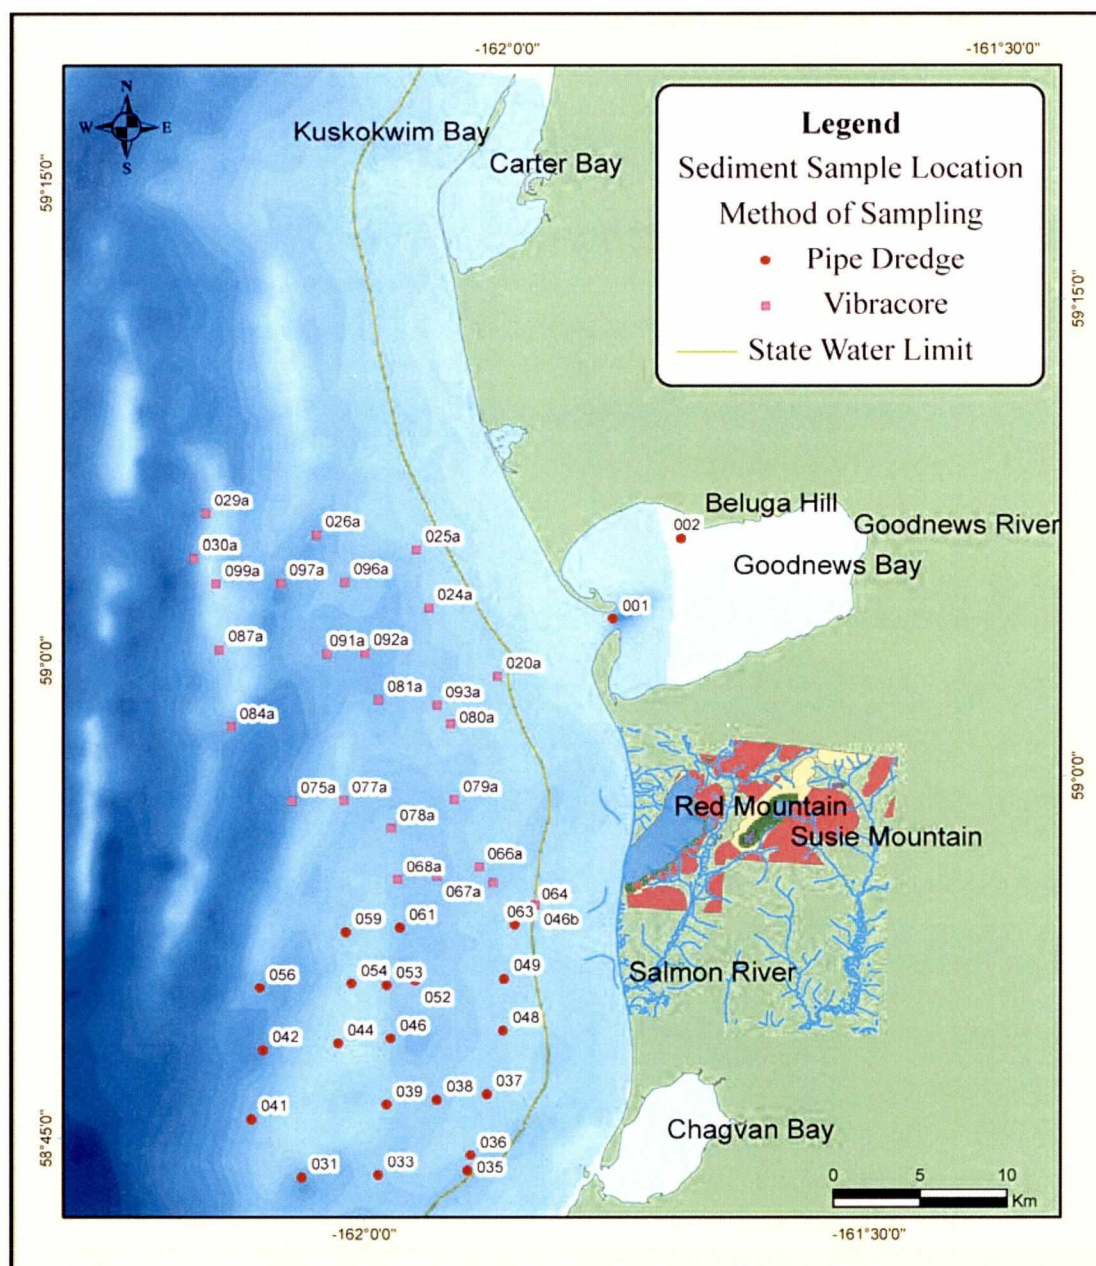 -162°0'0"
-161°30'0"
N
W
E
S
Kuskokwim Bay
Carter Bay
Legend
Sediment Sample Location
Method of Sampling
Pipe Dredge
Vibracore
State Water Limit
59°15'0"
59°15'0"
029a
026a
025a
030a
099a
097a
096a
024a
Beluga Hill
002
Goodnews River
Goodnews Bay
001
087a
091a
092a
020a
59°0'0"
081a
093a
084a
080a
075a
077a
079a
078a
59°0'0"
Red Mountain
Susie Mountain
066a
068a
067a
064
063
046b
059
061
056
054
053
049
052
Salmon River
042
044
046
048
041
039
038
037
Chagvan Bay
58°45'0"
036
035
031
033
0
5
10
Km
-162°0'0"
-161°30'0"